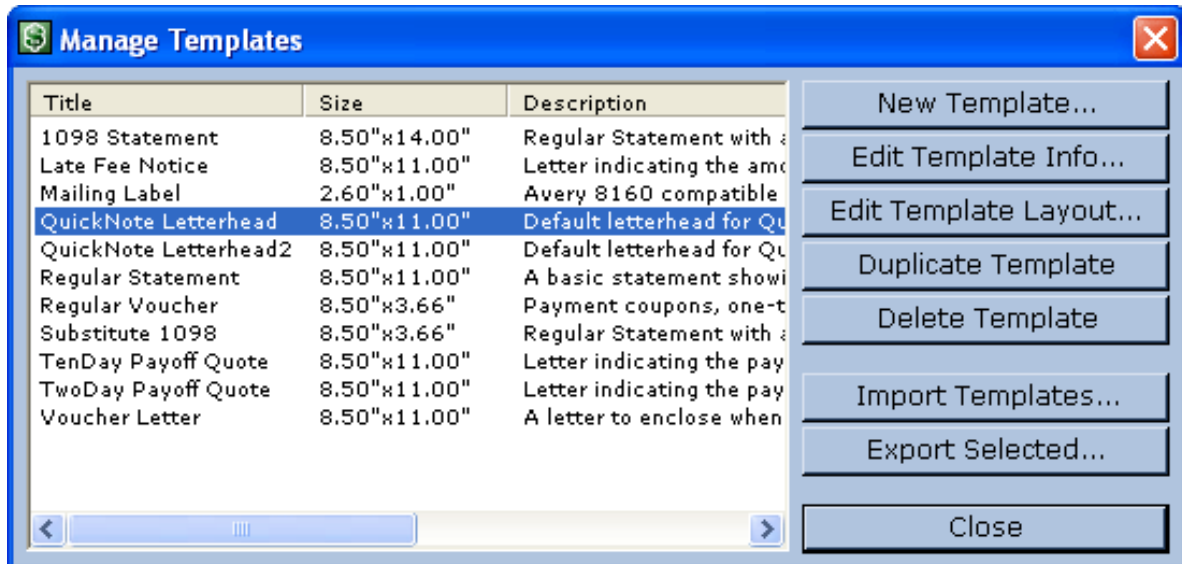 Manage Templates
Title Size Description
1098 Statement 8.50"x14.00" Regular Statement with a
Late Fee Notice 8.50"x11.00" Letter indicating the amo
Mailing Label 2.60"x1.00" Avery 8160 compatible
QuickNote Letterhead 8.50"x11.00" Default letterhead for Qu
QuickNote Letterhead2 8.50"x11.00" Default letterhead for Qu
Regular Statement 8.50"x11.00" A basic statement showi
Regular Voucher 8.50"x3.66" Payment coupons, one-t
Substitute 1098 8.50"x3.66" Regular Statement with a
TenDay Payoff Quote 8.50"x11.00" Letter indicating the pay
TwoDay Payoff Quote 8.50"x11.00" Letter indicating the pay
Voucher Letter 8.50"x11.00" A letter to enclose when
New Template...
Edit Template Info...
Edit Template Layout...
Duplicate Template
Delete Template
Import Templates...
Export Selected...
Close